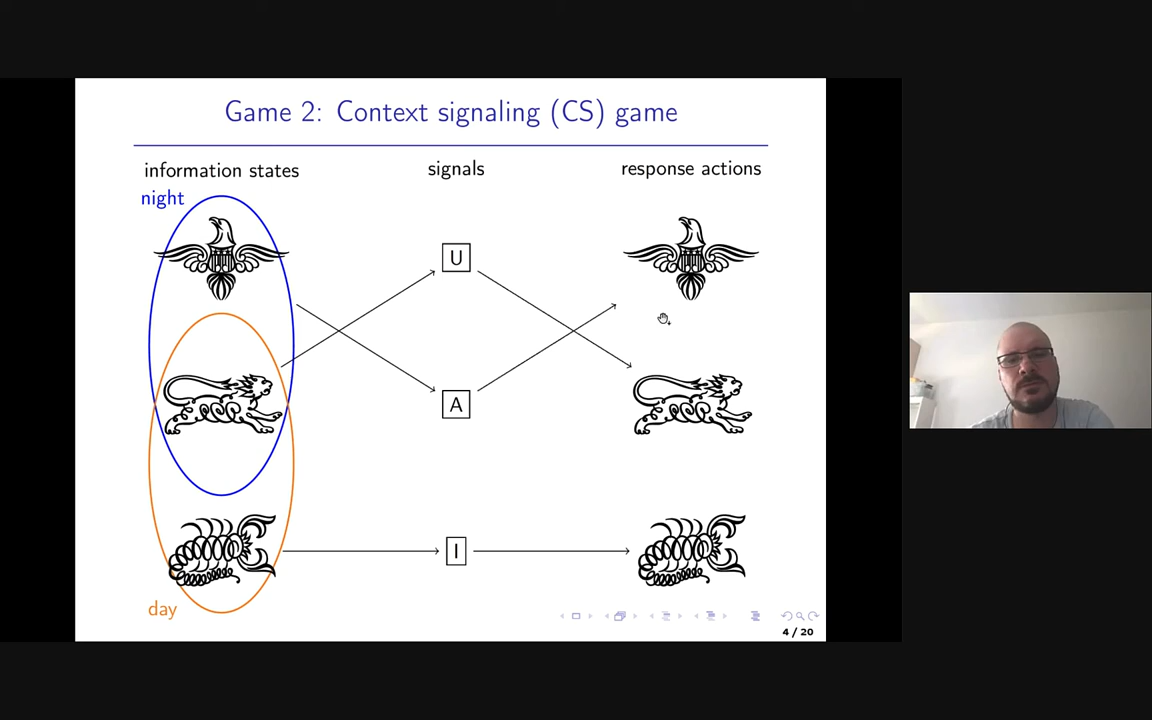 Game 2: Context signaling (CS) game
information states
signals
response actions
night
U
A
I
day
4 / 20